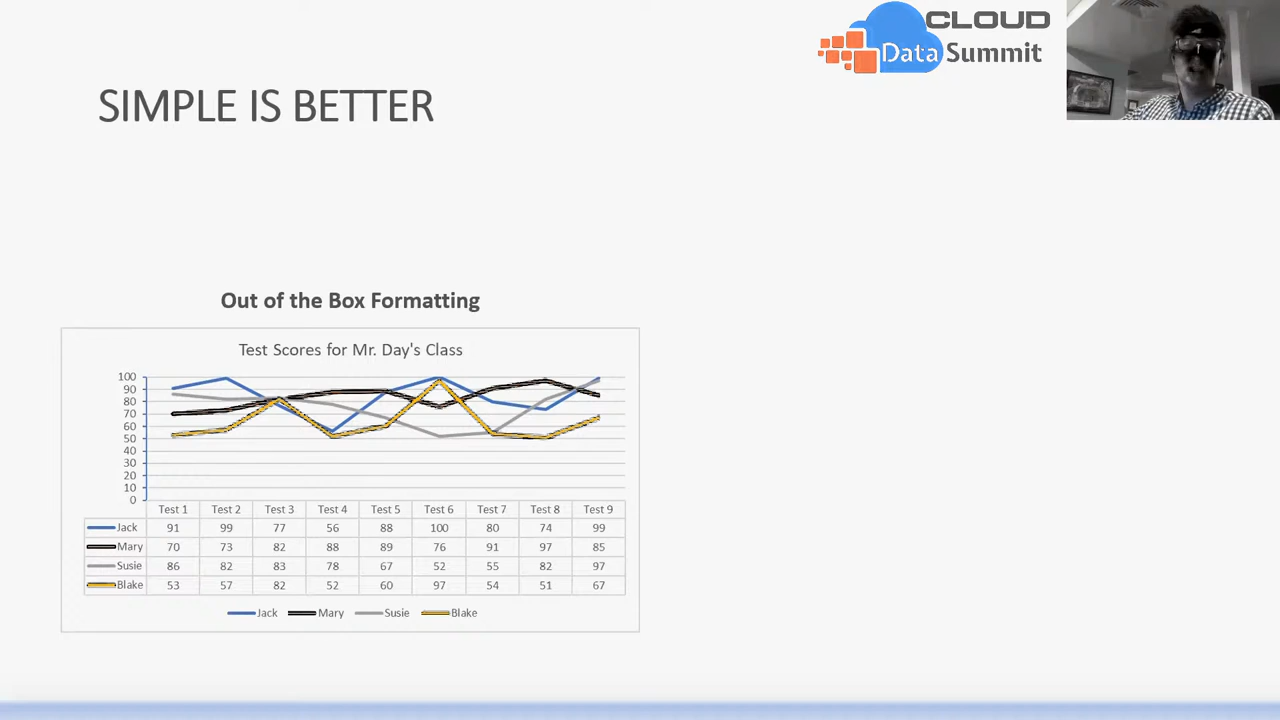 CLOUD
Data Summit
SIMPLE IS BETTER
Out of the Box Formatting
Test Scores for Mr. Day's Class
100
90
80
70
60
50
40
30
20
10
0
Test 1 Test 2 Test 3 Test 4 Test 5 Test 6 Test 7 Test 8 Test 9
Jack 91 99 77 56 88 100 80 74 99
Mary 70 73 82 88 89 76 91 97 85
Susie 86 82 83 78 67 52 55 82 97
Blake 53 57 82 52 60 97 54 51 67
Jack Mary Susie Blake